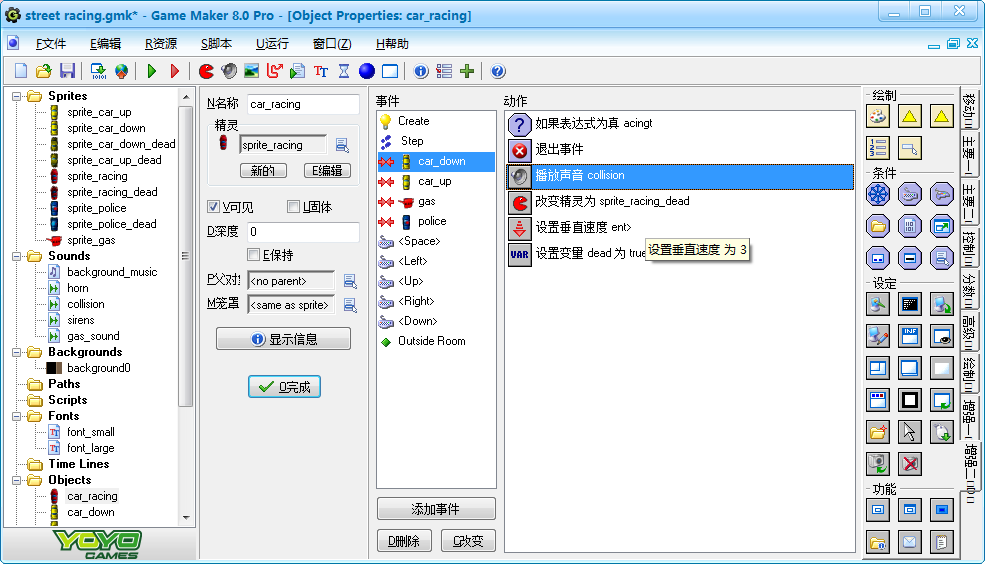 street racing.gmk* - Game Maker 8.0 Pro - [Object Properties: car_racing]
F文件 E编辑 R资源 S脚本 U运行 窗口(Z) H帮助
Sprites
sprite_car_up
sprite_car_down
sprite_car_down_dead
sprite_car_up_dead
sprite_racing
sprite_racing_dead
sprite_police
sprite_police_dead
sprite_gas
Sounds
background_music
horn
collision
sirens
gas_sound
Backgrounds
background0
Paths
Scripts
Fonts
font_small
font_large
Time Lines
Objects
car_racing
car_down
YOYO
GAMES
N名称 car_racing
精灵
sprite_racing
新的 E编辑
V可见 L固体
D深度 0
E保持
P父对: <no parent>
M笼罩 <same as sprite>
显示信息
O完成
事件
Create
Step
car_down
car_up
gas
police
<Space>
<Left>
<Up>
<Right>
<Down>
Outside Room
添加事件
D删除 C改变
动作
如果表达式为真 acingt
退出事件
播放声音 collision
改变精灵为 sprite_racing_dead
设置垂直速度 ent>
VAR 设置变量 dead 为 true
设置垂直速度 为 3
绘制
条件
设定
INF
功能
移动
主要一
主要二
控制
分数
高级
绘制
增强一
增强二